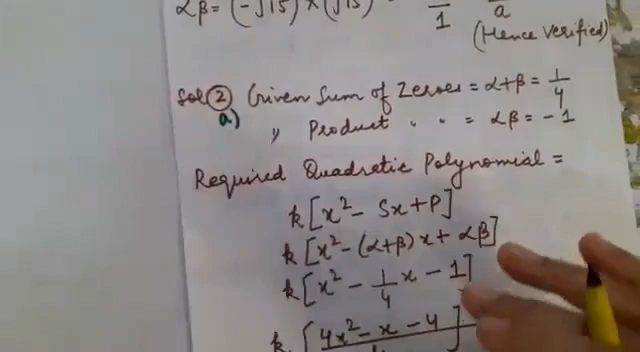 αβ = (-√15) × (√15)
1 a
(Hence Verified)
Sol ② Given Sum of Zeroes = α+β = 1/4
a) ,, Product " " = αβ = -1
Required Quadratic Polynomial =
k[x² - Sx + P]
k[x² - (α+β)x + αβ]
k[x² - 1/4 x - 1]
k[4x² - x - 4]